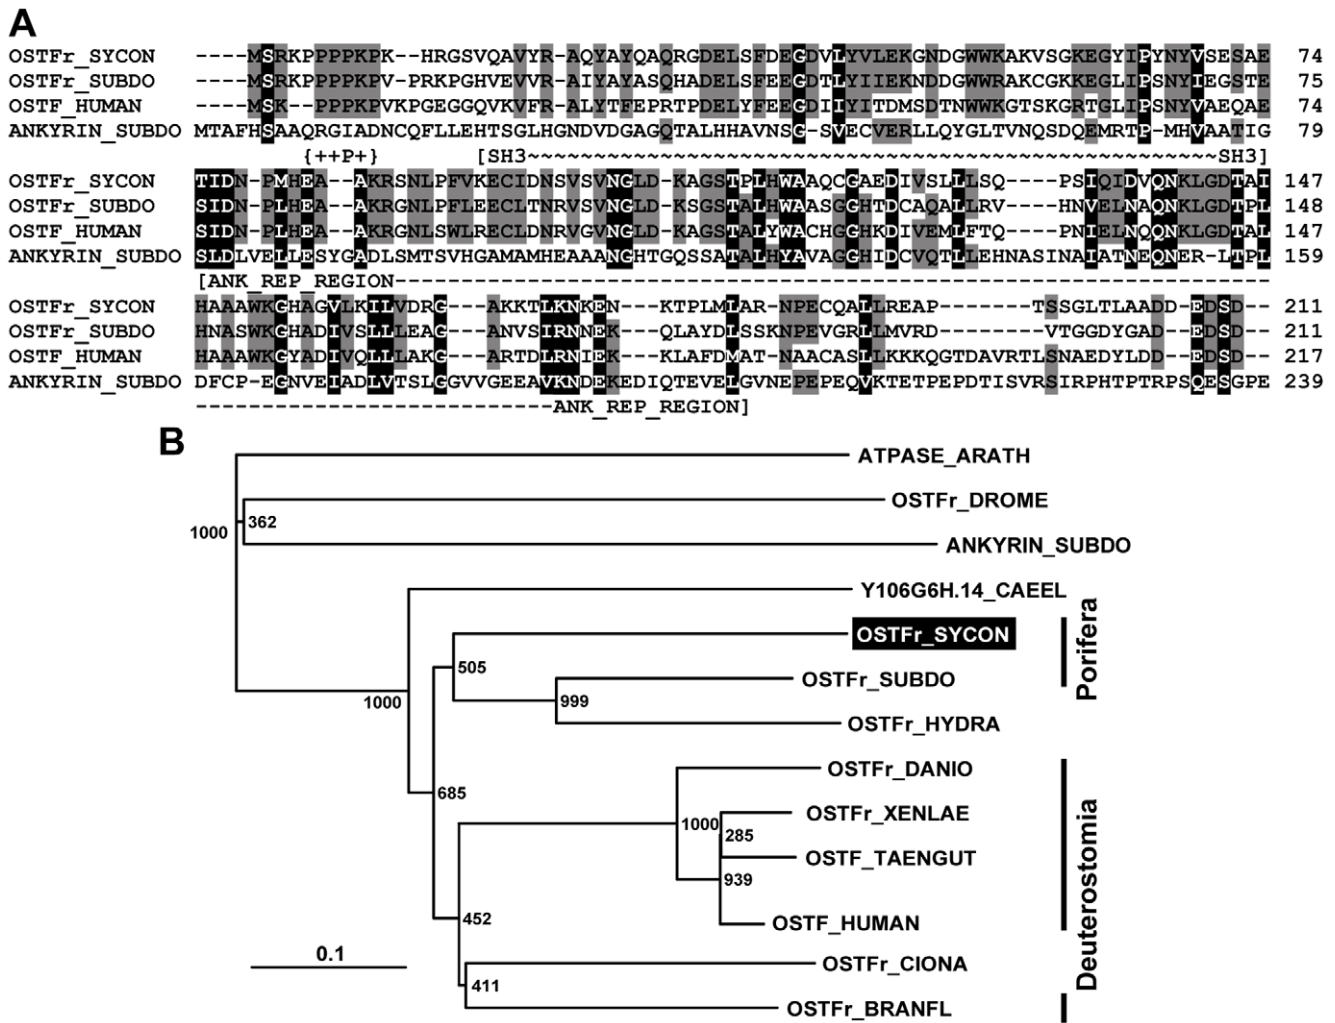 A
OSTFr_SYCON ----MSRKPPPPKPK--HRGSVQAVYR-AQYAYQAQRGDELSFDEGDVLYVLEKGNDGWWKAKVSGKEGYIPYNYVSESAE 74
OSTFr_SUBDO ----MSRKPPPPKPV-PRKPGHVEVVR-AIYAYASQHADELSFEEGDTLYIIEKNDDGWWRAKCGKKEGLIPSNYIEGSTE 75
OSTF_HUMAN ----MSK--PPPKPVKPGEGGQVKVFR-ALYTFEPRTPDELYFEEGDIIYITDMSDTNWWKGTSKGRTGLIPSNYVAEQAE 74
ANKYRIN_SUBDO MTAFHSAAQRGIADNCQFLLEHTSGLHGNDVDGAGQTALHHAVNSG-SVECVERLLQYGLTVNQSDQEMRTP-MHVAATIG 79
{++P+} [SH3~~~~~~~~~~~~~~~~~~~~~~~~~~~~~~~~~~~~~~~~~~~~~~~~~~~~SH3]
OSTFr_SYCON TIDN-PMHEA--AKRSNLPFVKECIDNSVSVNGLD-KAGSTPLHWAAQCGAEDIVSLLLSQ----PSIQIDVQNKLGDTAL 147
OSTFr_SUBDO SIDN-PLHEA--AKRGNLPFLEECLTNRVSVNGLD-KSGSTALHWAASGGHTDCAQALLRV----HNVELNAQNKLGDTPL 148
OSTF_HUMAN SIDN-PLHEA--AKRGNLSWLRECLDNRVGVNGLD-KAGSTALYWACHGGHKDIVEMLFTQ----PNIELNQQNKLGDTAL 147
ANKYRIN_SUBDO SLDLVELLESYGADLSMTSVHGAMAMHEAAANGHTGQSSATALHYAVAGGHIDCVQTLLEHNASINAIATNEQNER-LTPL 159
[ANK_REP_REGION------------------------------------------------------------------
OSTFr_SYCON HAAAWKGHAGVLKILVDRG---AKKTLKNKEN---KTPLMLAR-NPECQALLREAP-------TSSGLTLAADD-EDSD-- 211
OSTFr_SUBDO HNASWKGHADIVSLLLEAG---ANVSIRNNEK---QLAYDLSSKNPEVGRLLMVRD--------VTGGDYGAD-EDSD-- 211
OSTF_HUMAN HAAAWKGYADIVQLLLAKG---ARTDLRNIEK---KLAFDMAT-NAACASLLKKKQGTDAVRTLSNAEDYLDD--EDSD-- 217
ANKYRIN_SUBDO DFCP-EGNVEIADLVTSLGGVVGEEAVKNDEKEDIQTEVELGVNEPEPEQVKTETPEPDTISVRSIRPHTPTRPSQESGPE 239
---------------------------ANK_REP_REGION]
B
ATPASE_ARATH
OSTFr_DROME
362
1000
ANKYRIN_SUBDO
Y106G6H.14_CAEEL
OSTFr_SYCON
Porifera
505
OSTFr_SUBDO
999
1000
OSTFr_HYDRA
OSTFr_DANIO
685
OSTFr_XENLAE
1000
285
OSTF_TAENGUT
939
Deuterostomia
452
OSTF_HUMAN
0.1
OSTFr_CIONA
411
OSTFr_BRANFL